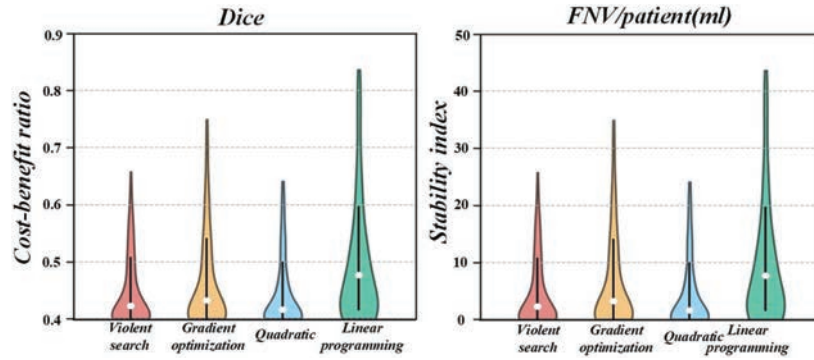 Dice
Cost-benefit ratio
0.9
0.8
0.7
0.6
0.5
0.4
Violent
search
Gradient
optimization
Quadratic
Linear
programming
FNV/patient(ml)
Stability index
50
40
30
20
10
0
Violent
search
Gradient
optimization
Quadratic
Linear
programming